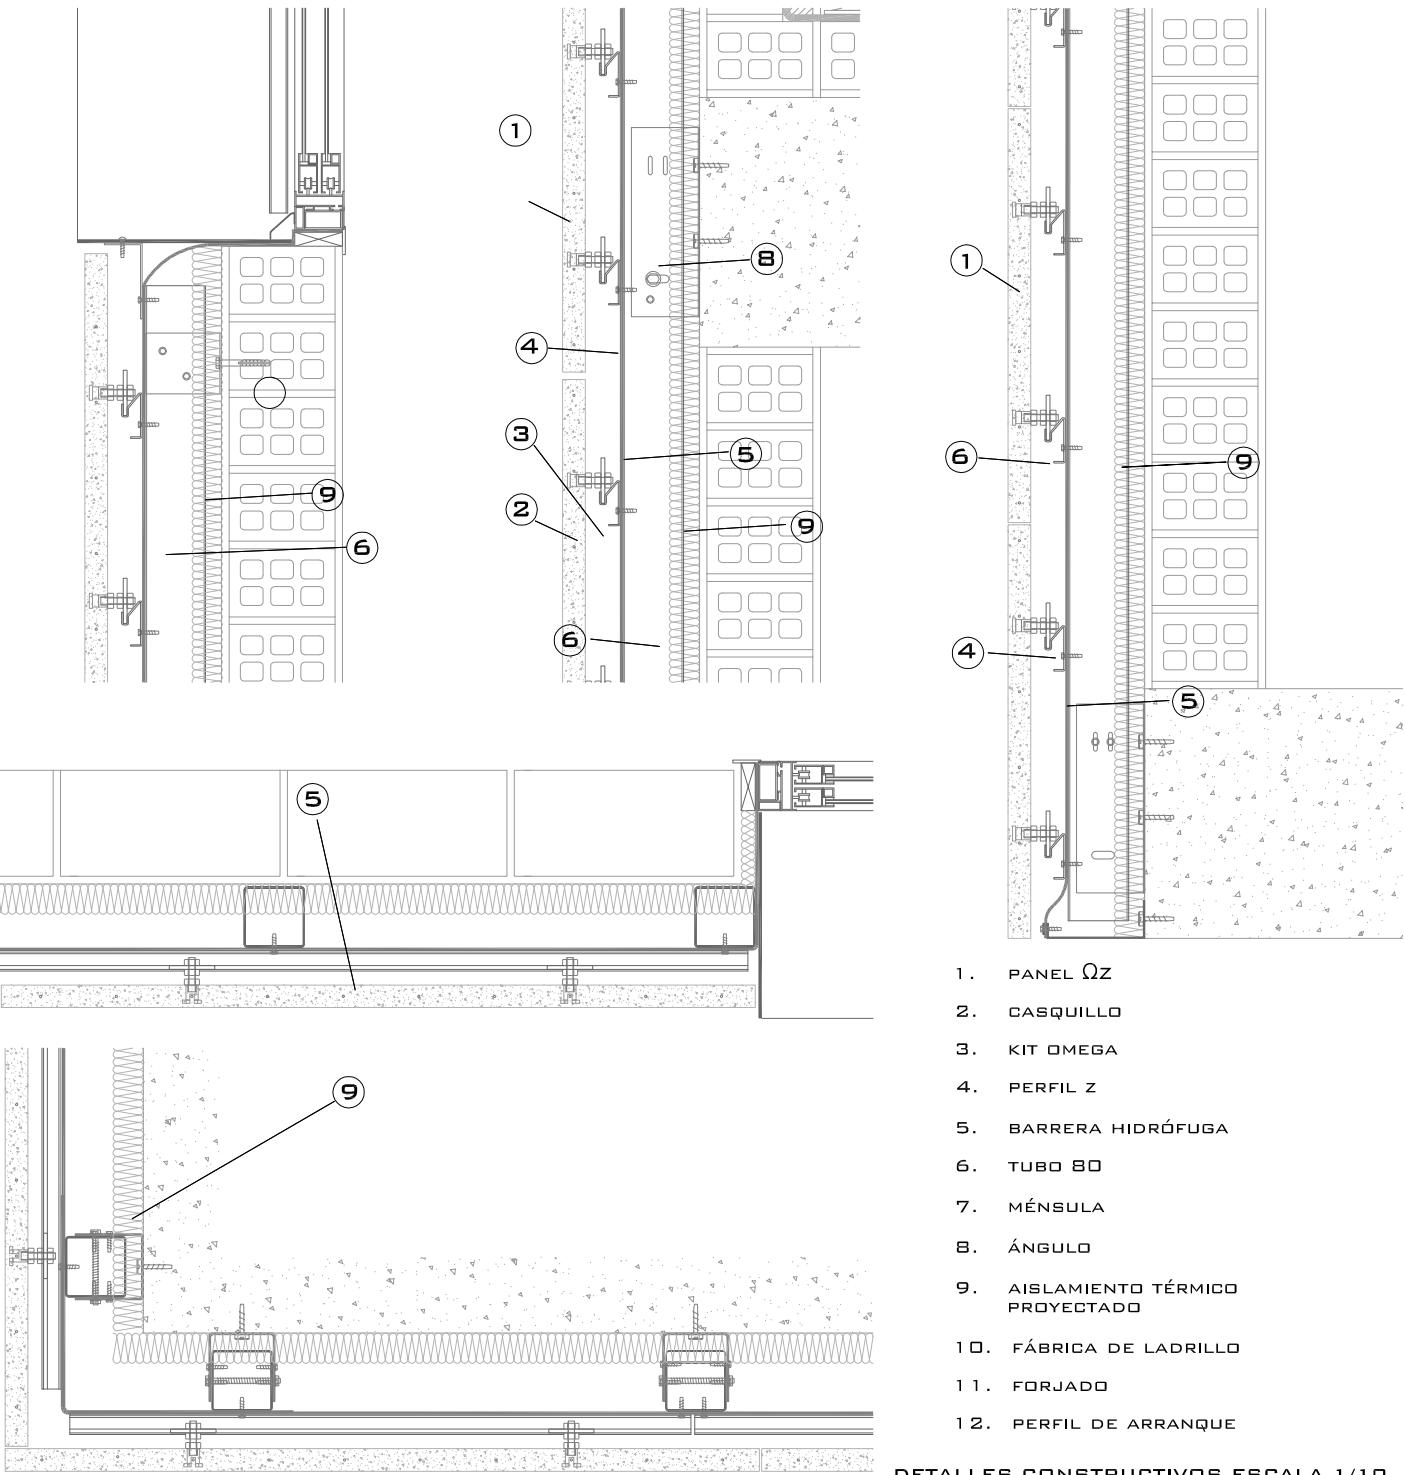 1
8
4
3
5
2
9
6
9
6
1
6
9
4
5
5
9
1. PANEL ΩZ
2. CASQUILLO
3. KIT OMEGA
4. PERFIL Z
5. BARRERA HIDRÓFUGA
6. TUBO 80
7. MÉNSULA
8. ÁNGULO
9. AISLAMIENTO TÉRMICO
PROYECTADO
10. FÁBRICA DE LADRILLO
11. FORJADO
12. PERFIL DE ARRANQUE
DETALLES CONSTRUCTIVOS ESCALA 1/10